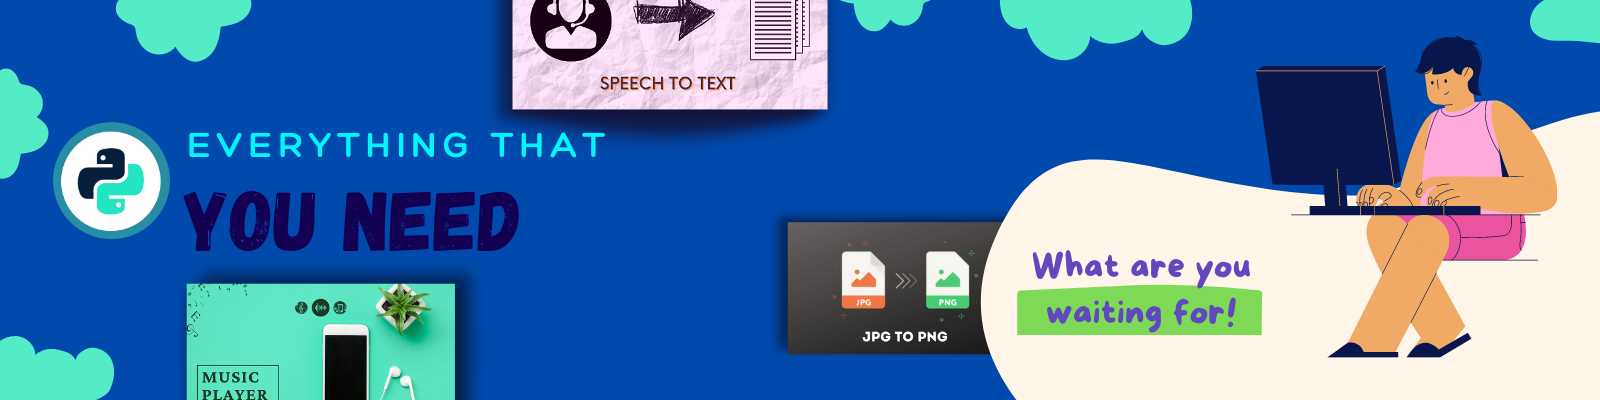 SPEECH TO TEXT
EVERYTHING THAT
YOU NEED
MUSIC
PLAYER
JPG
PNG
JPG TO PNG
What are you
waiting for!